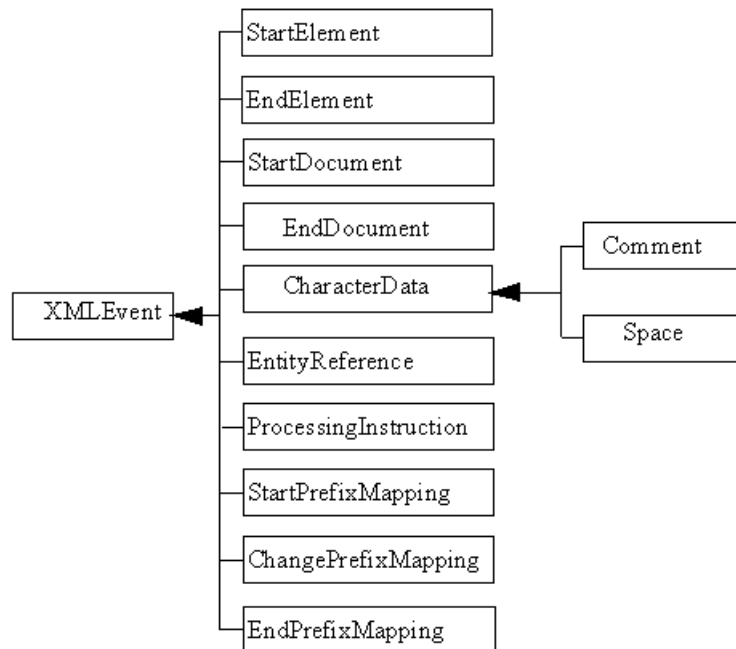 StartElement
EndElement
StartDocument
EndDocument
CharacterData
Comment
XMLEvent
Space
EntityReference
ProcessingInstruction
StartPrefixMapping
ChangePrefixMapping
EndPrefixMapping